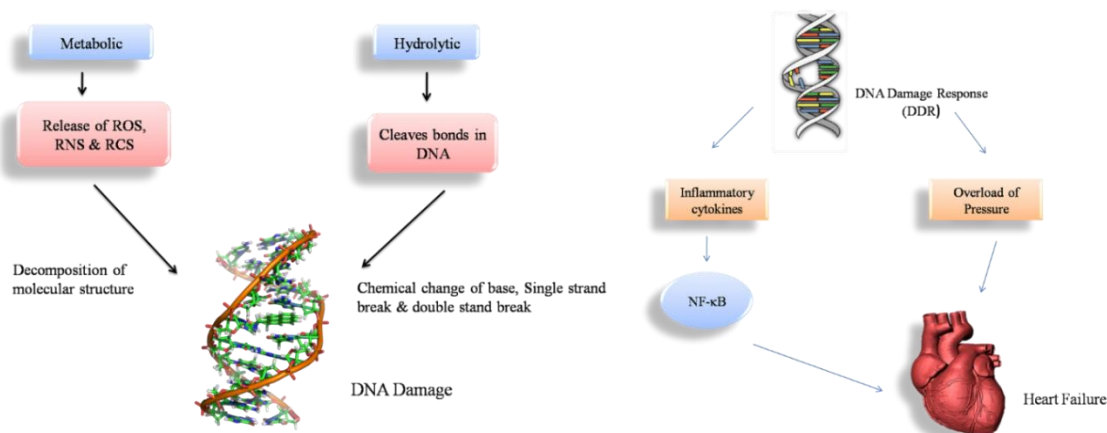 Metabolic
Release of ROS,
RNS & RCS
Decomposition of
molecular structure
Hydrolytic
Cleaves bonds in
DNA
Chemical change of base, Single strand
break & double stand break
DNA Damage
DNA Damage Response
(DDR)
Inflammatory
cytokines
NF-κB
Overload of
Pressure
Heart Failure